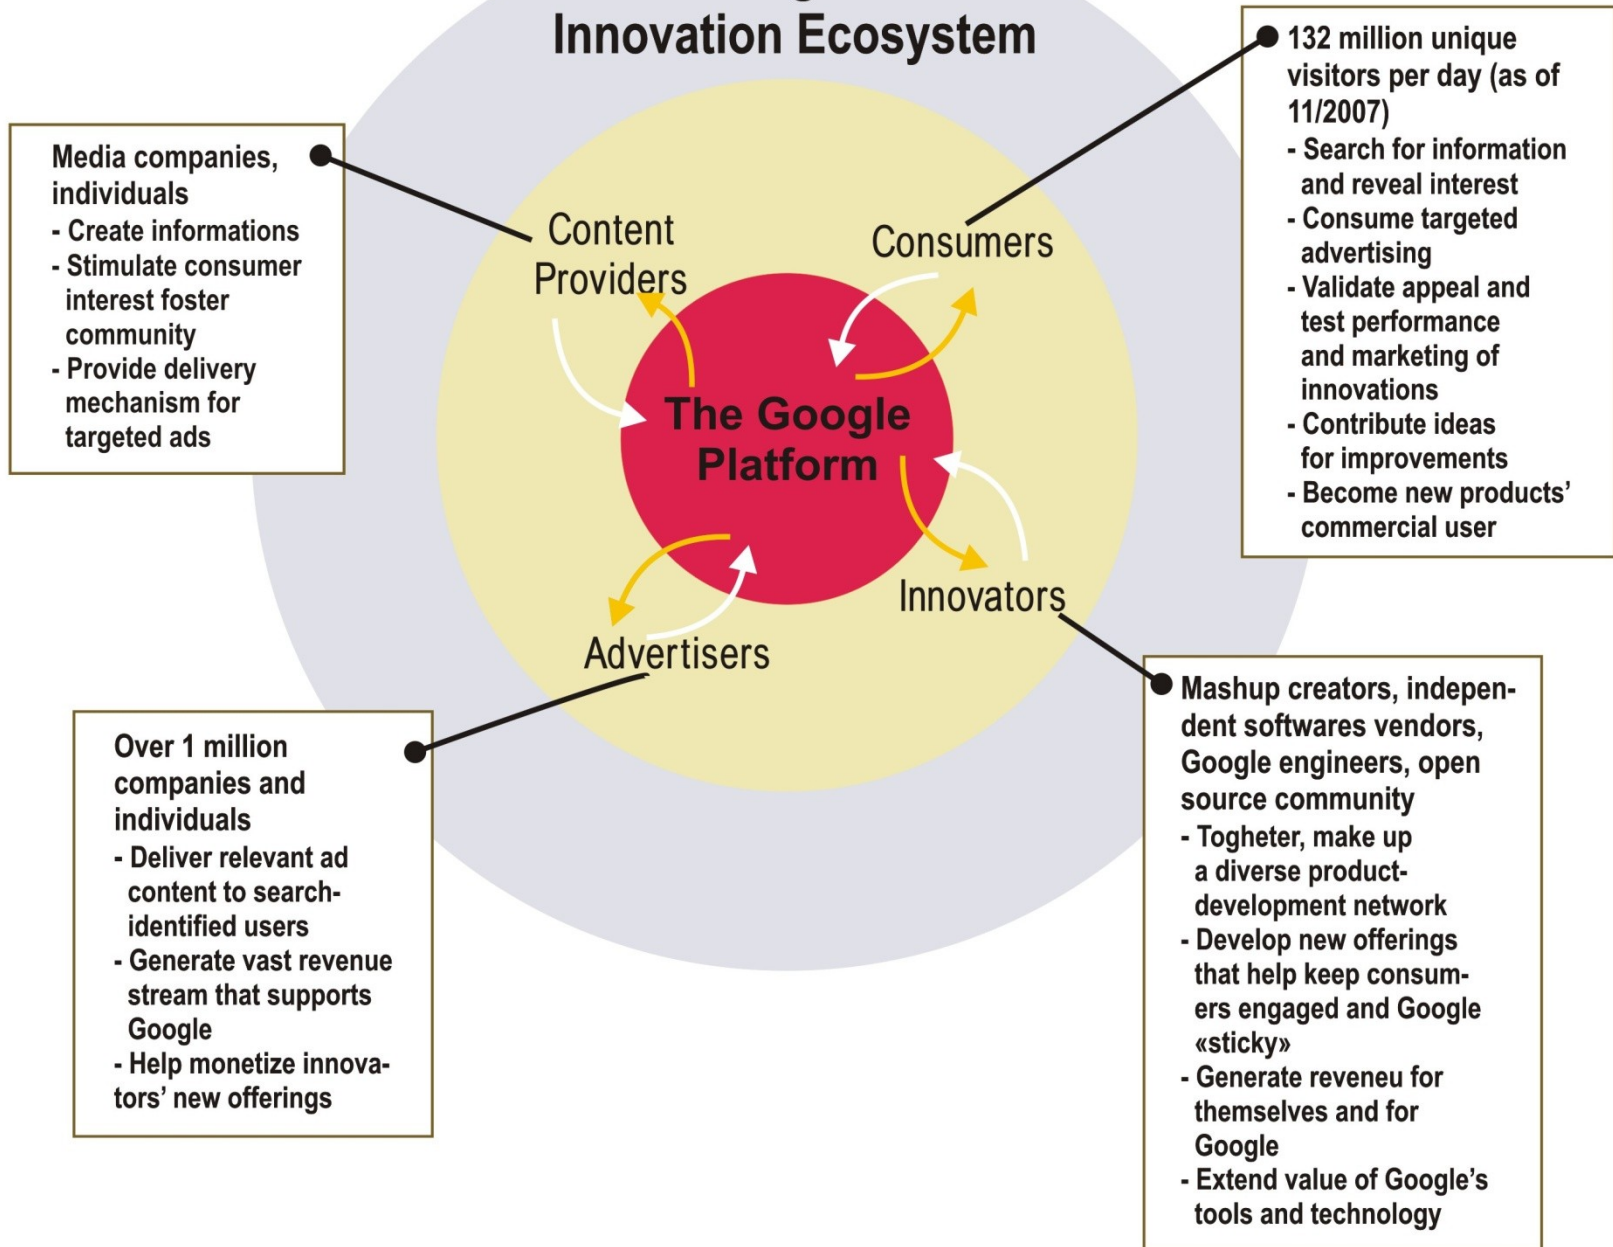 Innovation Ecosystem
132 million unique
visitors per day (as of
11/2007)
- Search for information
and reveal interest
- Consume targeted
advertising
- Validate appeal and
test performance
and marketing of
innovations
- Contribute ideas
for improvements
- Become new products’
commercial user
Media companies,
individuals
- Create informations
- Stimulate consumer
interest foster
community
- Provide delivery
mechanism for
targeted ads
Content
Providers
Consumers
The Google
Platform
Innovators
Advertisers
Over 1 million
companies and
individuals
- Deliver relevant ad
content to search-
identified users
- Generate vast revenue
stream that supports
Google
- Help monetize innova-
tors’ new offerings
Mashup creators, indepen-
dent softwares vendors,
Google engineers, open
source community
- Togheter, make up
a diverse product-
development network
- Develop new offerings
that help keep consum-
ers engaged and Google
«sticky»
- Generate reveneu for
themselves and for
Google
- Extend value of Google’s
tools and technology